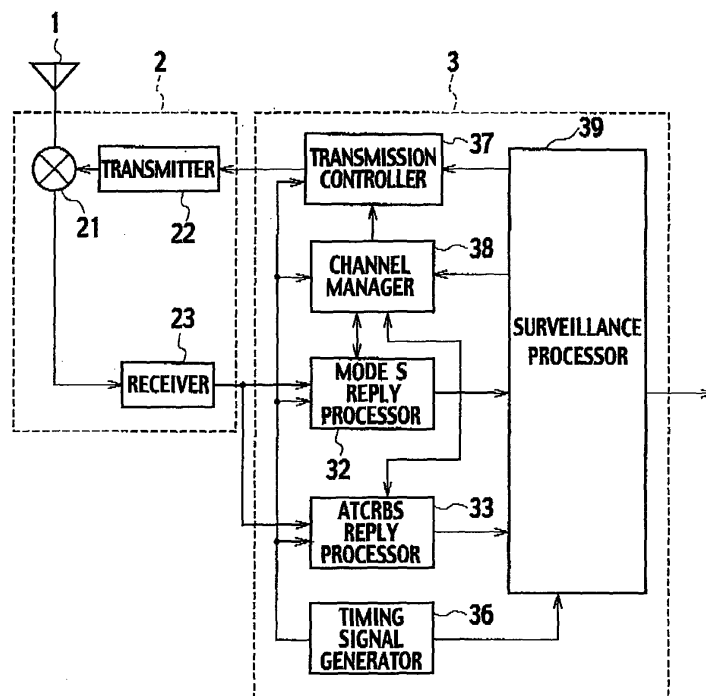 1
2
3
TRANSMITTER
22
21
TRANSMISSION
CONTROLLER
37
39
CHANNEL
MANAGER
38
SURVEILLANCE
PROCESSOR
23
RECEIVER
MODE S
REPLY
PROCESSOR
32
ATCRBS
REPLY
PROCESSOR
33
TIMING
SIGNAL
GENERATOR
36